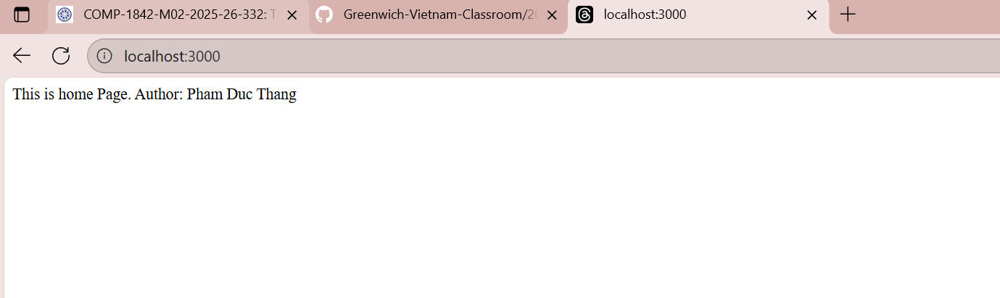 COMP-1842-M02-2025-26-332: T
Greenwich-Vietnam-Classroom/20
localhost:3000
localhost:3000
This is home Page. Author: Pham Duc Thang